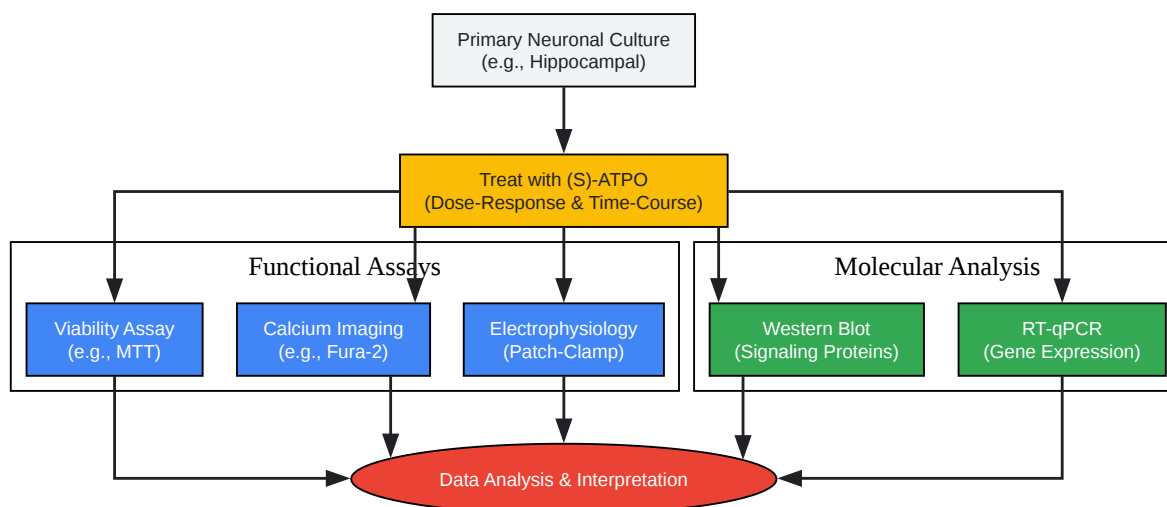 Primary Neuronal Culture
(e.g., Hippocampal)
Treat with (S)-ATPO
(Dose-Response & Time-Course)
Functional Assays
Molecular Analysis
Viability Assay
(e.g., MTT)
Calcium Imaging
(e.g., Fura-2)
Electrophysiology
(Patch-Clamp)
Western Blot
(Signaling Proteins)
RT-qPCR
(Gene Expression)
Data Analysis & Interpretation